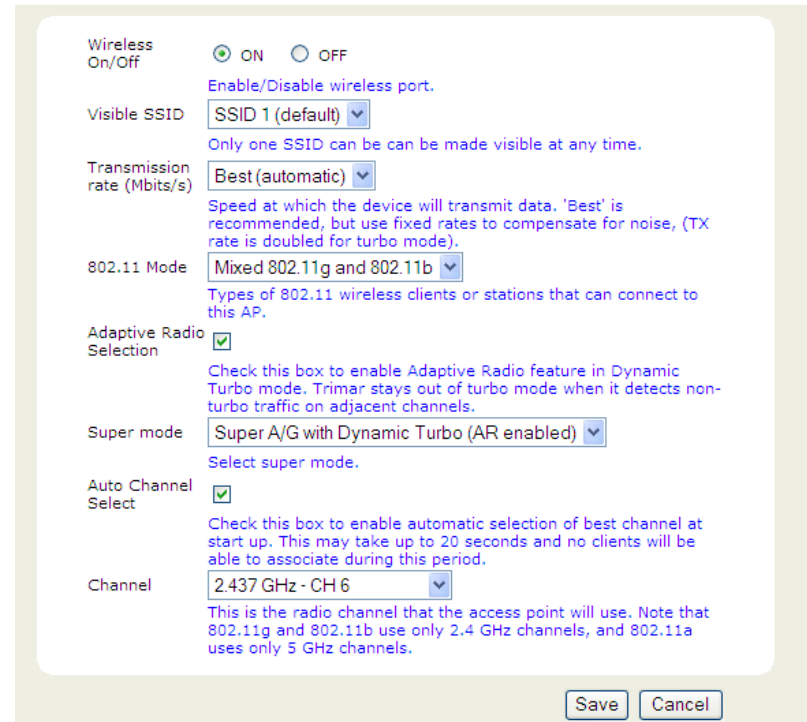 Wireless
On/Off
ON OFF
Enable/Disable wireless port.
Visible SSID
SSID 1 (default)
Only one SSID can be can be made visible at any time.
Transmission
rate (Mbits/s)
Best (automatic)
Speed at which the device will transmit data. 'Best' is
recommended, but use fixed rates to compensate for noise, (TX
rate is doubled for turbo mode).
802.11 Mode
Mixed 802.11g and 802.11b
Types of 802.11 wireless clients or stations that can connect to
this AP.
Adaptive Radio
Selection
Check this box to enable Adaptive Radio feature in Dynamic
Turbo mode. Trimar stays out of turbo mode when it detects non-
turbo traffic on adjacent channels.
Super mode
Super A/G with Dynamic Turbo (AR enabled)
Select super mode.
Auto Channel
Select
Check this box to enable automatic selection of best channel at
start up. This may take up to 20 seconds and no clients will be
able to associate during this period.
Channel
2.437 GHz - CH 6
This is the radio channel that the access point will use. Note that
802.11g and 802.11b use only 2.4 GHz channels, and 802.11a
uses only 5 GHz channels.
Save Cancel